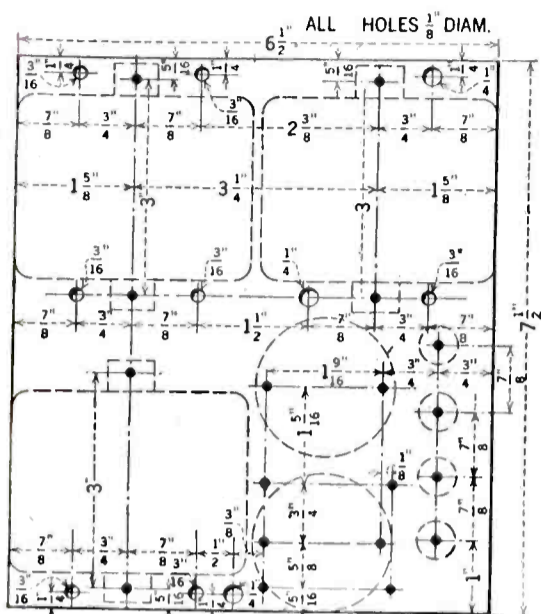 ALL HOLES 1/8" DIAM.
6 1/2"
3/16" 1/4" 5/16" 1/4" 5/16" 1/4"
3/16" 1/4
7/8" 3/4" 7/8" 2 3/8" 3/4" 7/8"
1 5/8" 3 1/4" 1 5/8"
3" 3"
7 1/2"
3/16" 3/16" 1/4" 3/16"
7/8" 3/4" 7/8" 1 1/2" 7/8" 3/4" 7/8"
1 9/16" 3/4" 3/4" 7/8
1 5/16"
1/8" 7/8"
3"
3/4" 7/8"
3/8"
7/8" 3/4" 7/8" 1/2" 5/8" 1"
3/16" 1/4 5/16 3/16" 1/4 1/4 5/16